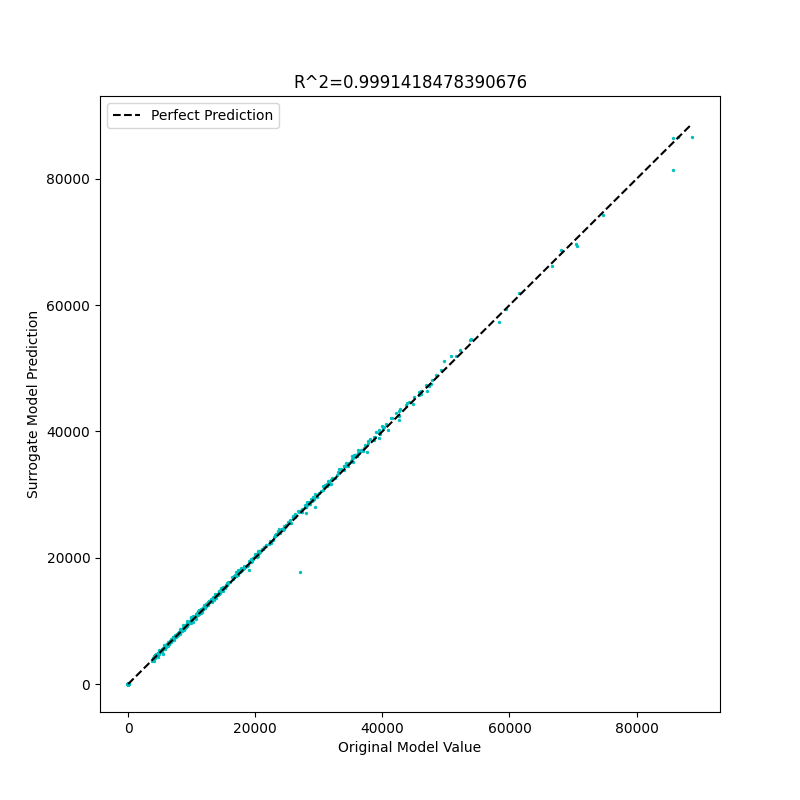 R^2=0.9991418478390676
Perfect Prediction
80000
60000
40000
20000
0
Surrogate Model Prediction
0
20000
40000
60000
80000
Original Model Value